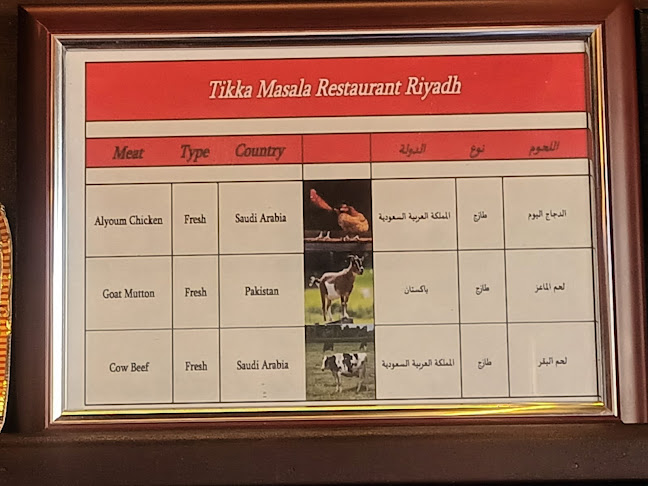 Tikka Masala Restaurant Riyadh
Meat Type Country الدولة نوع اللحوم
Alyoum Chicken Fresh Saudi Arabia المملكة العربية السعودية طازج الدجاج اليوم
Goat Mutton Fresh Pakistan باكستان طازج لحم الماعز
Cow Beef Fresh Saudi Arabia المملكة العربية السعودية طازج لحم البقر